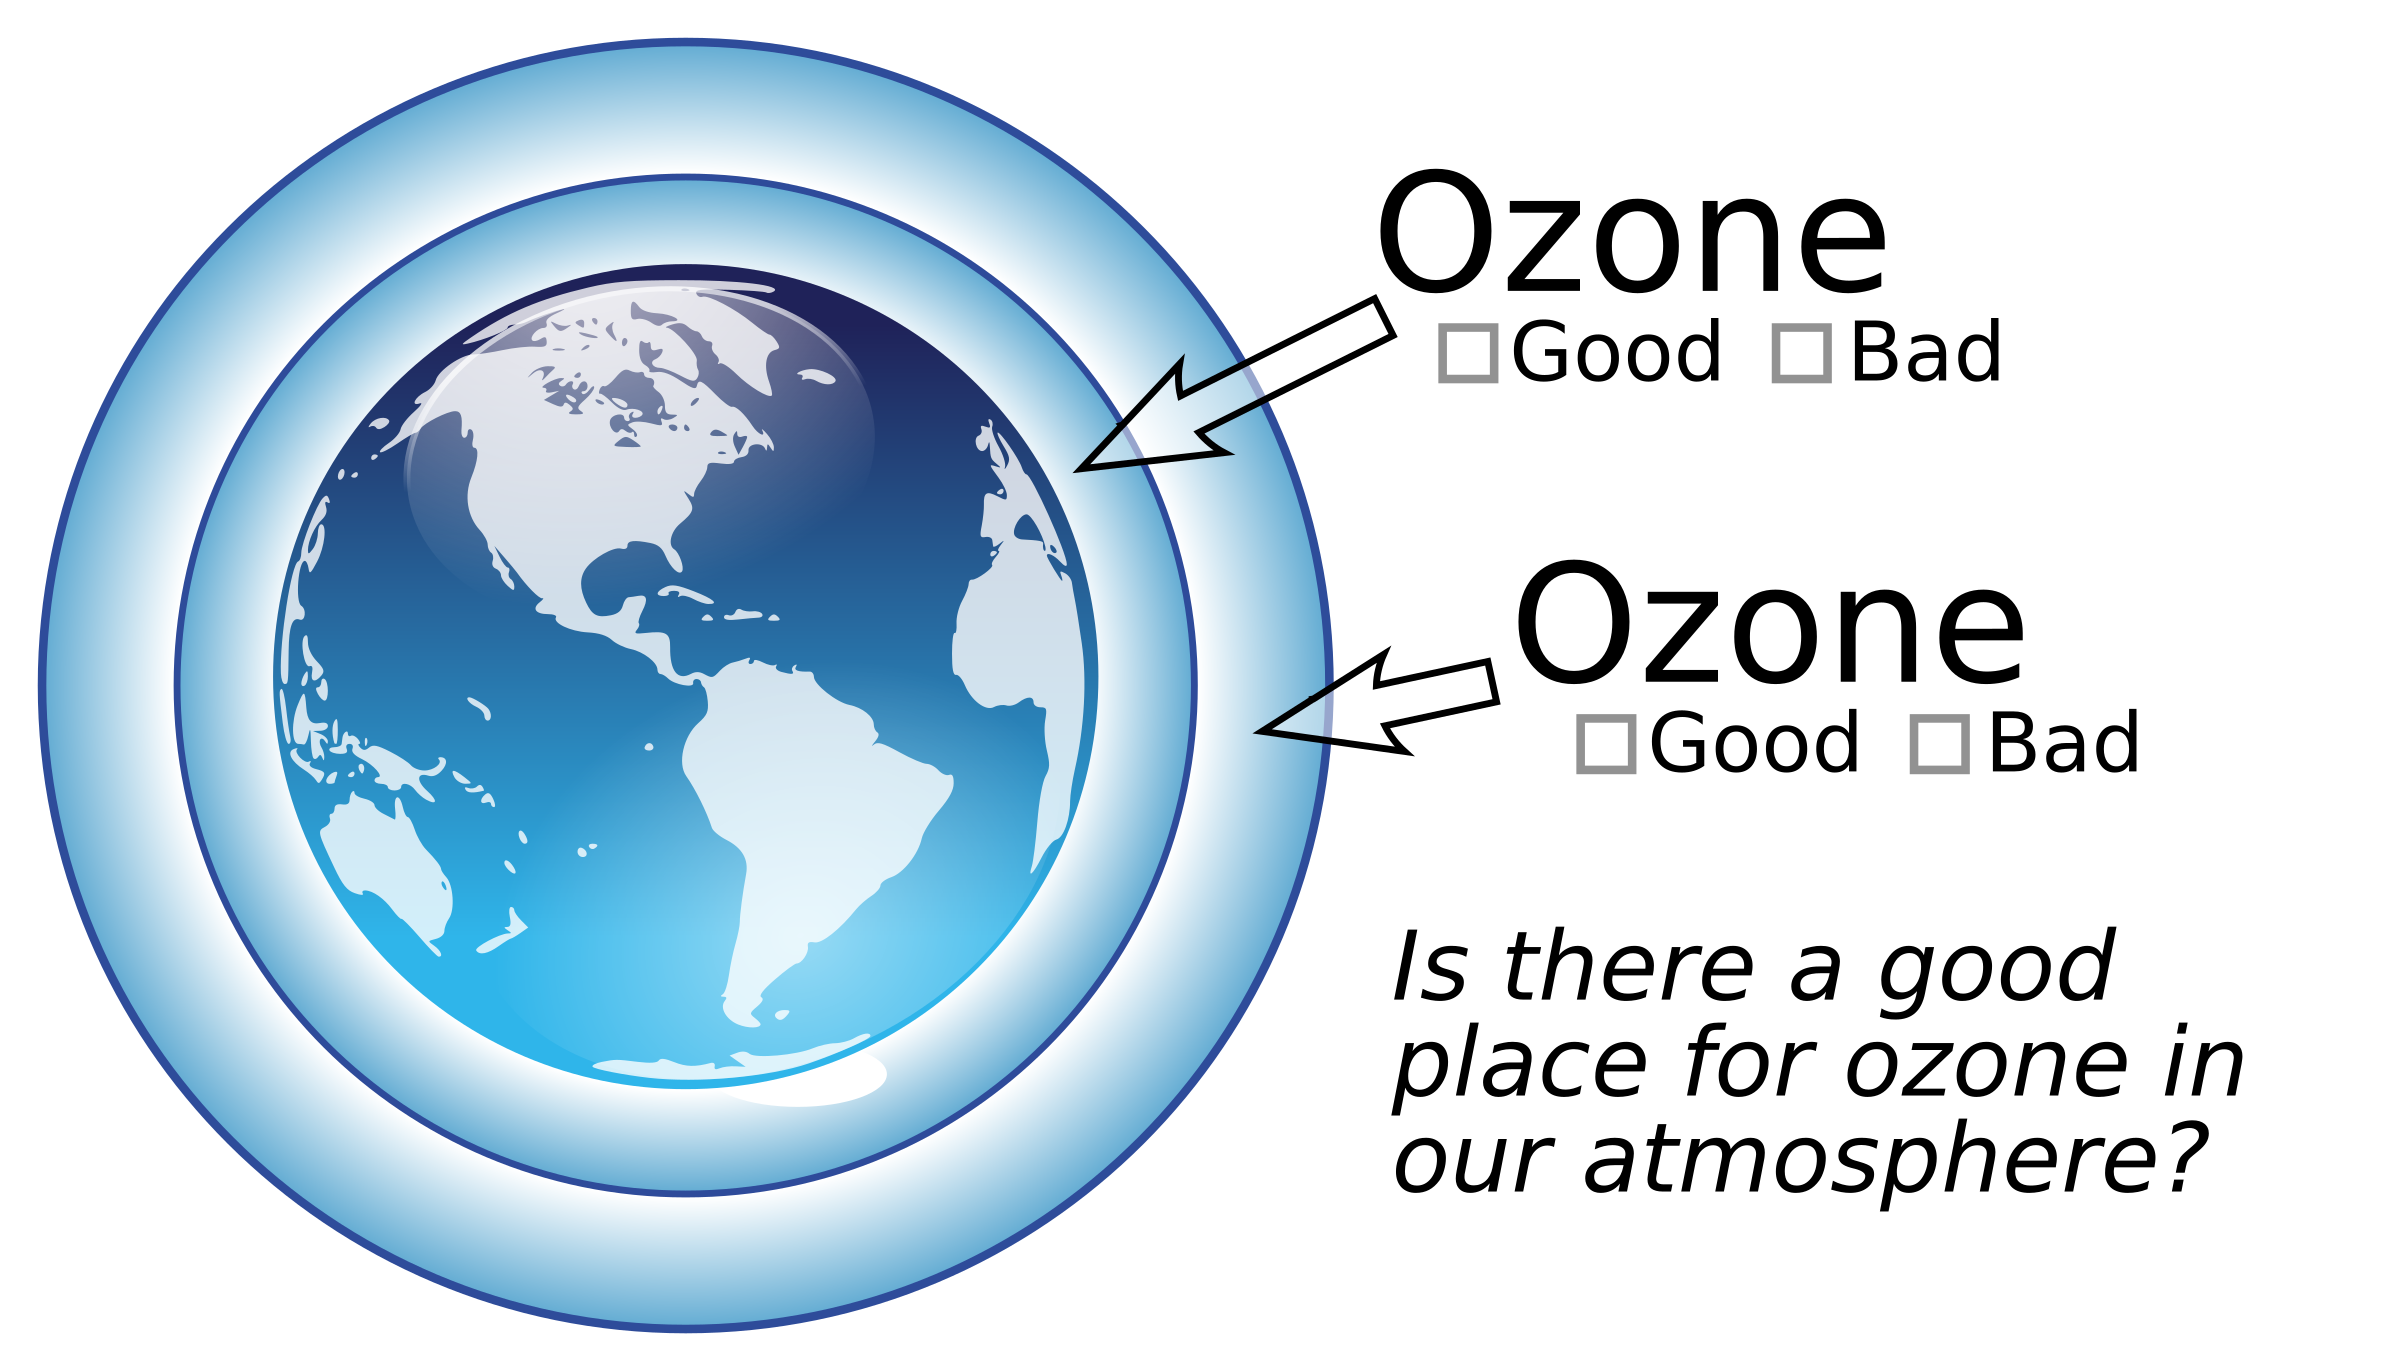 Ozone
Good Bad
Ozone
Good Bad
Is there a good
place for ozone in
our atmosphere?